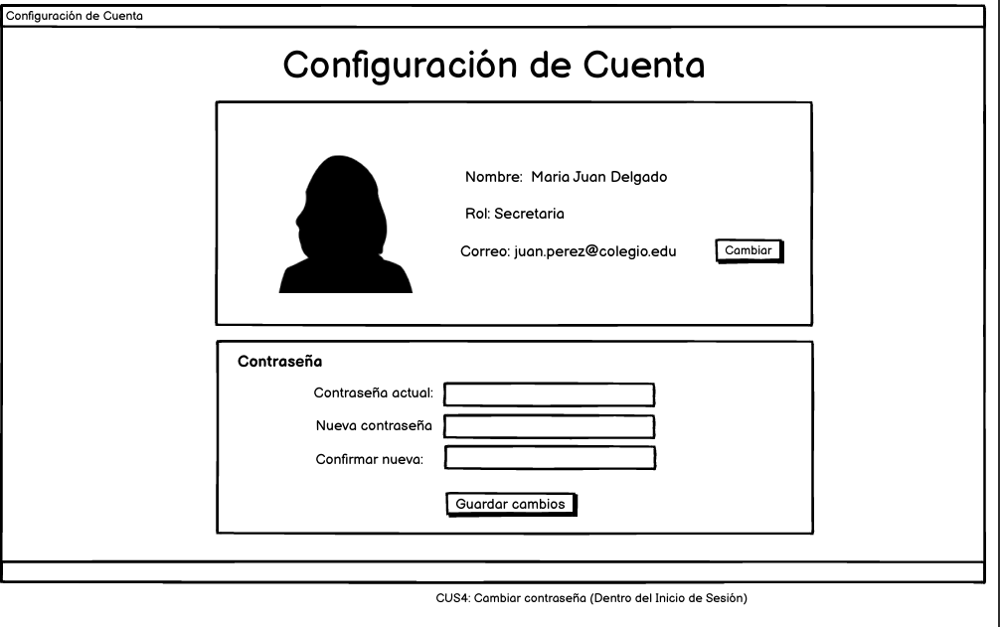 Configuración de Cuenta
Configuración de Cuenta
Nombre: Maria Juan Delgado
Rol: Secretaria
Correo: juan.perez@colegio.edu
Cambiar
Contraseña
Contraseña actual:
Nueva contraseña
Confirmar nueva:
Guardar cambios
CUS4: Cambiar contraseña (Dentro del Inicio de Sesión)